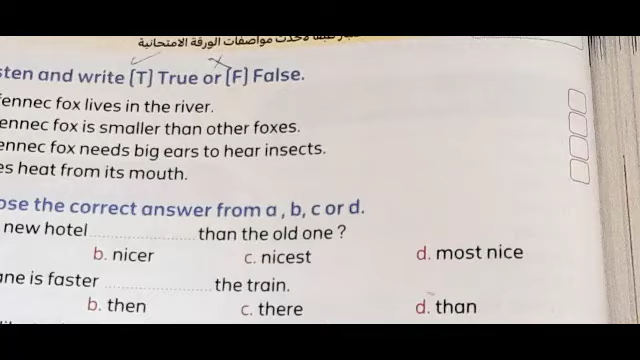 طبقًا لأحدث مواصفات الورقة الامتحانية
sten and write (T) True or (F) False.
fennec fox lives in the river.
ennec fox is smaller than other foxes.
ennec fox needs big ears to hear insects.
es heat from its mouth.
ose the correct answer from a , b, c or d.
new hotel .................... than the old one ?
b. nicer c. nicest d. most nice
ane is faster .................... the train.
b. then c. there d. than